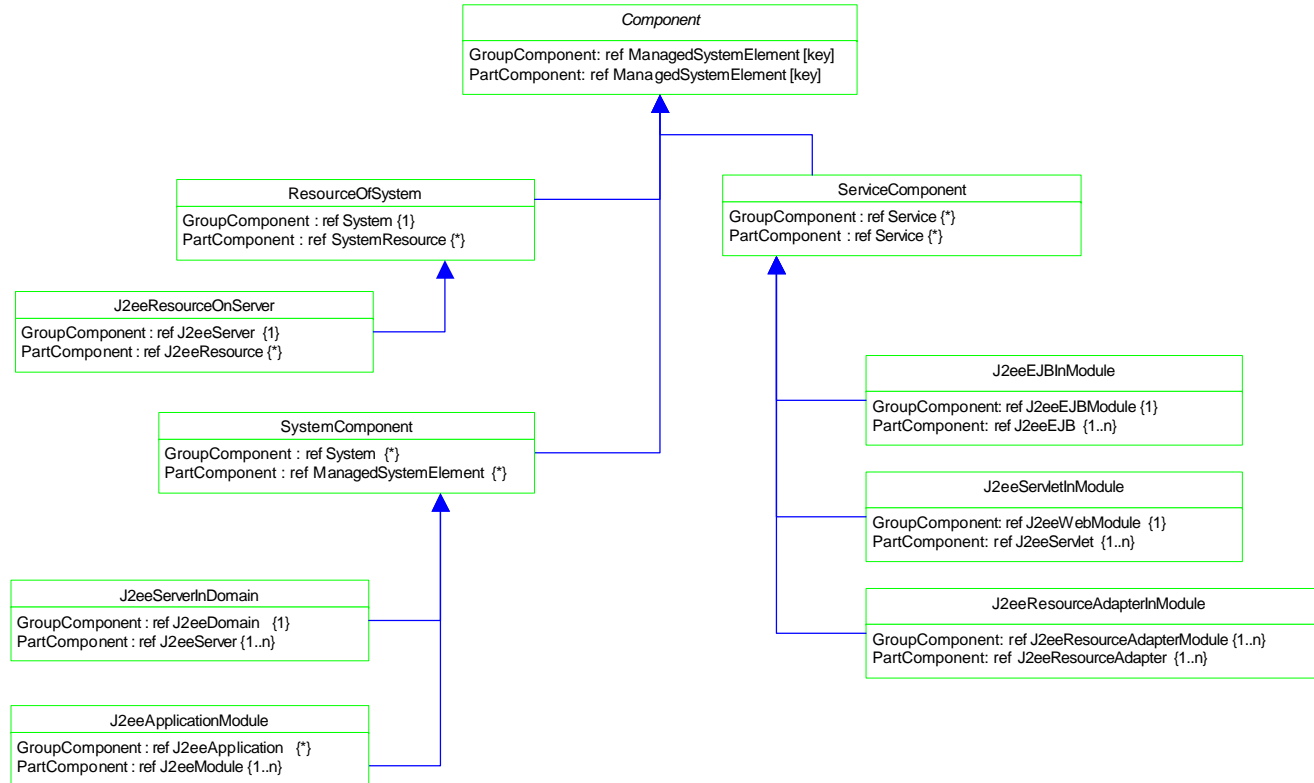 Component
GroupComponent: ref ManagedSystemElement [key]
PartComponent: ref ManagedSystemElement [key]
ResourceOfSystem
GroupComponent : ref System {1}
PartComponent : ref SystemResource {*}
ServiceComponent
GroupComponent : ref Service {*}
PartComponent : ref Service {*}
J2eeResourceOnServer
GroupComponent : ref J2eeServer {1}
PartComponent : ref J2eeResource {*}
J2eeEJBInModule
GroupComponent: ref J2eeEJBModule {1}
PartComponent: ref J2eeEJB {1..n}
SystemComponent
GroupComponent : ref System {*}
PartComponent : ref ManagedSystemElement {*}
J2eeServletInModule
GroupComponent: ref J2eeWebModule {1}
PartComponent: ref J2eeServlet {1..n}
J2eeServerInDomain
GroupComponent : ref J2eeDomain {1}
PartComponent : ref J2eeServer {1..n}
J2eeResourceAdapterInModule
GroupComponent: ref J2eeResourceAdapterModule {1..n}
PartComponent: ref J2eeResourceAdapter {1..n}
J2eeApplicationModule
GroupComponent : ref J2eeApplication {*}
PartComponent : ref J2eeModule {1..n}